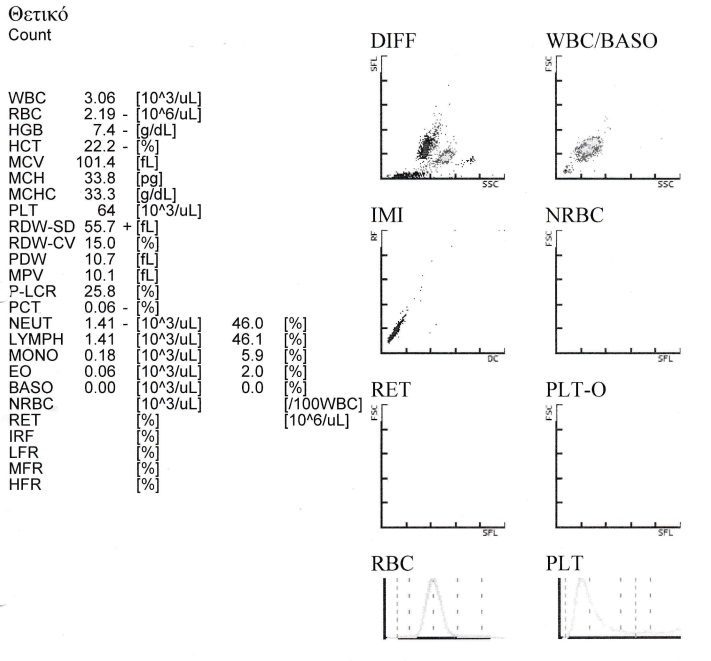 Θετικό
Count
WBC 3.06 [10^3/uL]
RBC 2.19 - [10^6/uL]
HGB 7.4 - [g/dL]
HCT 22.2 - [%]
MCV 101.4 [fL]
MCH 33.8 [pg]
MCHC 33.3 [g/dL]
PLT 64 [10^3/uL]
RDW-SD 55.7 + [fL]
RDW-CV 15.0 [%]
PDW 10.7 [fL]
MPV 10.1 [fL]
P-LCR 25.8 [%]
PCT 0.06 - [%]
NEUT 1.41 - [10^3/uL] 46.0 [%]
LYMPH 1.41 [10^3/uL] 46.1 [%]
MONO 0.18 [10^3/uL] 5.9 [%]
EO 0.06 [10^3/uL] 2.0 [%]
BASO 0.00 [10^3/uL] 0.0 [%]
NRBC [10^3/uL] [/100WBC]
RET [%] [10^6/uL]
IRF [%]
LFR [%]
MFR [%]
HFR [%]
DIFF WBC/BASO
SFL FSC
SSC SSC
IMI NRBC
RF FSC
DC SFL
RET PLT-O
FSC FSC
SFL SFL
RBC PLT